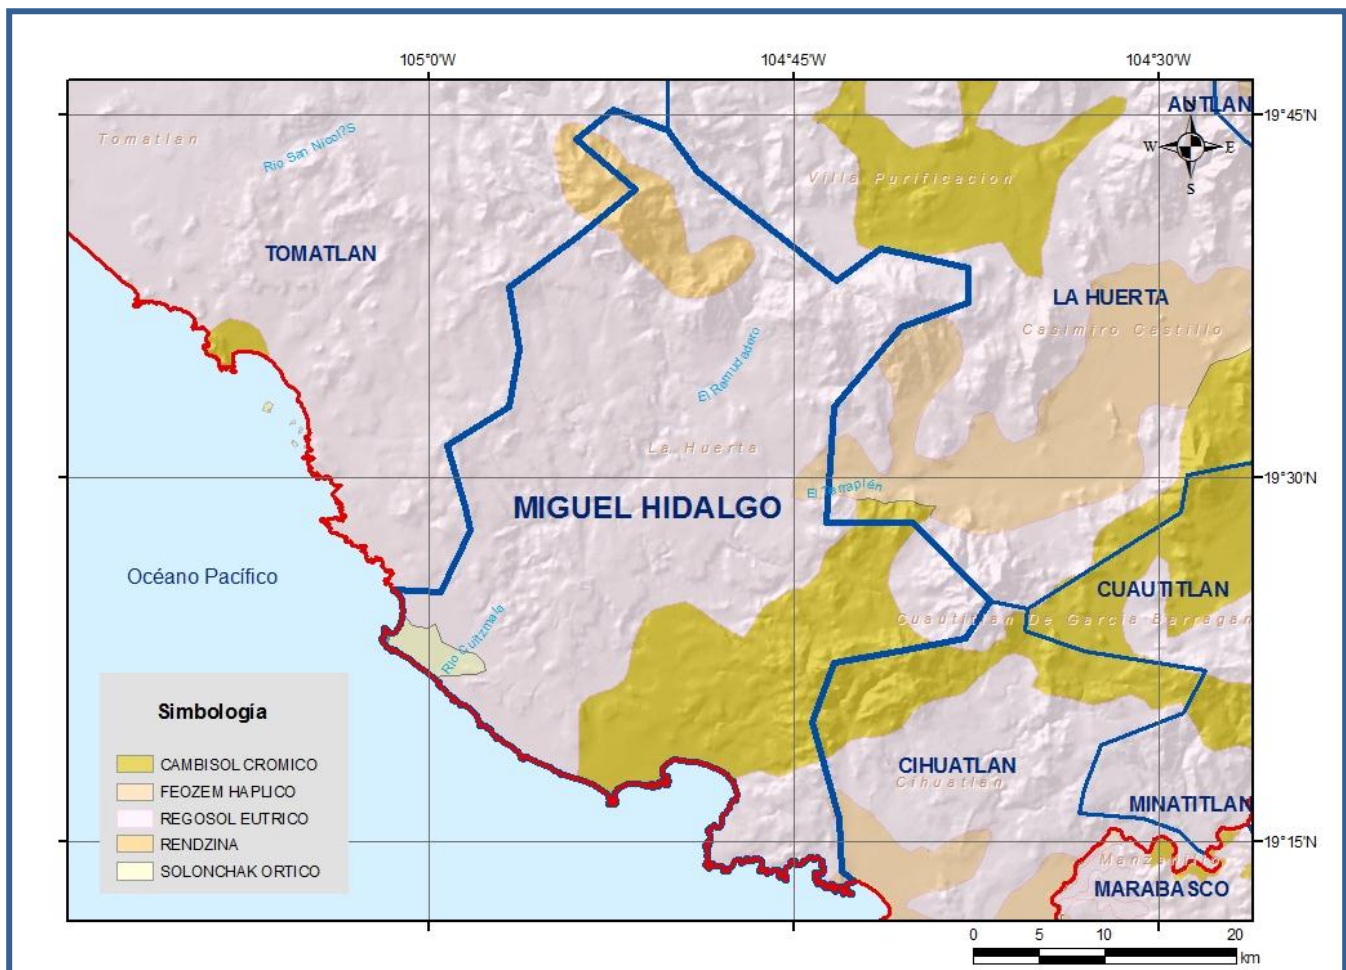 105°0'W
104°45'W
104°30'W
AUTLAN
19°45'N
N
W
E
S
Tomatlan
Rio San Nicol?S
Villa Purificacion
TOMATLAN
LA HUERTA
Casimiro Castillo
El Remudadero
La Huerta
El Terraplén
19°30'N
MIGUEL HIDALGO
Océano Pacífico
CUAUTITLAN
Cuautitlan De Garcia Barragan
Rio Cuitzmala
Simbología
CAMBISOL CROMICO
FEOZEM HAPLICO
REGOSOL EUTRICO
RENDZINA
SOLONCHAK ORTICO
CIHUATLAN
Cihuatlan
MINATITLAN
19°15'N
Manzanillo
MARABASCO
0 5 10 20
km